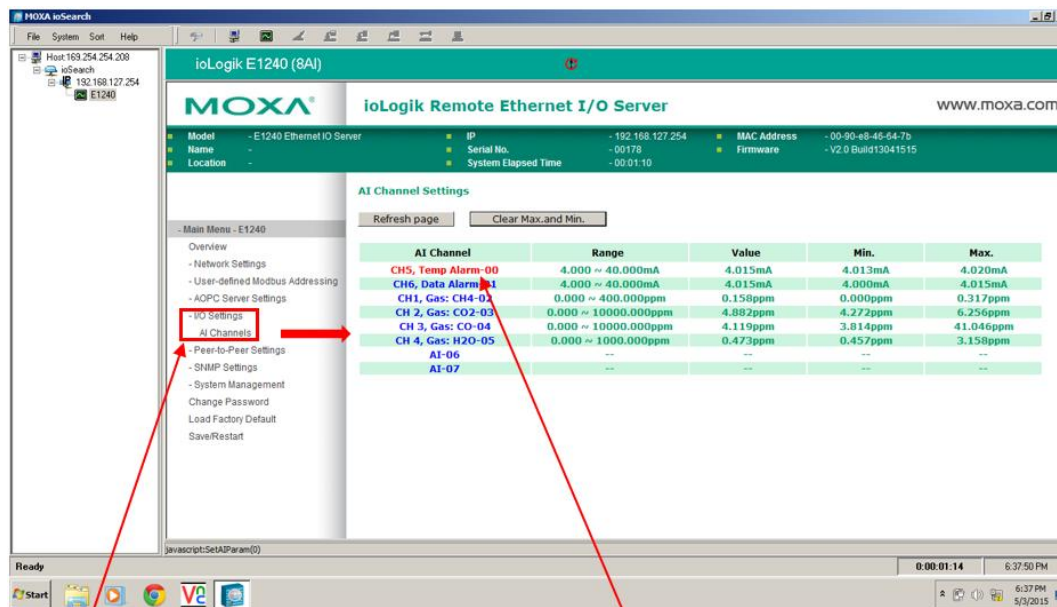 MOXA ioSearch
File System Sort Help
Host:169.254.254.208
ioSearch
192.168.127.254
E1240
ioLogik E1240 (8AI)
MOXA®
ioLogik Remote Ethernet I/O Server
www.moxa.com
Model - E1240 Ethernet IO Server IP - 192.168.127.254 MAC Address - 00-90-e8-46-64-7b
Name - Serial No. - 00178 Firmware - V2.0 Build13041515
Location - System Elapsed Time - 00:01:10
AI Channel Settings
Refresh page Clear Max.and Min.
- Main Menu - E1240
Overview
- Network Settings
- User-defined Modbus Addressing
- AOPC Server Settings
- I/O Settings
AI Channels
- Peer-to-Peer Settings
- SNMP Settings
- System Management
Change Password
Load Factory Default
Save/Restart
AI Channel Range Value Min. Max.
CH5, Temp Alarm-00 4.000 ~ 40.000mA 4.015mA 4.013mA 4.020mA
CH6, Data Alarm-01 4.000 ~ 40.000mA 4.015mA 4.000mA 4.015mA
CH1, Gas: CH4-02 0.000 ~ 400.000ppm 0.158ppm 0.000ppm 0.317ppm
CH 2, Gas: CO2-03 0.000 ~ 10000.000ppm 4.882ppm 4.272ppm 6.256ppm
CH 3, Gas: CO-04 0.000 ~ 10000.000ppm 4.119ppm 3.814ppm 41.046ppm
CH 4, Gas: H2O-05 0.000 ~ 1000.000ppm 0.473ppm 0.457ppm 3.158ppm
AI-06 -- -- -- --
AI-07 -- -- -- --
javascript:SetAIParam(0)
Ready 0:00:01:14 6:37:50 PM
Start 6:37 PM
5/3/2015